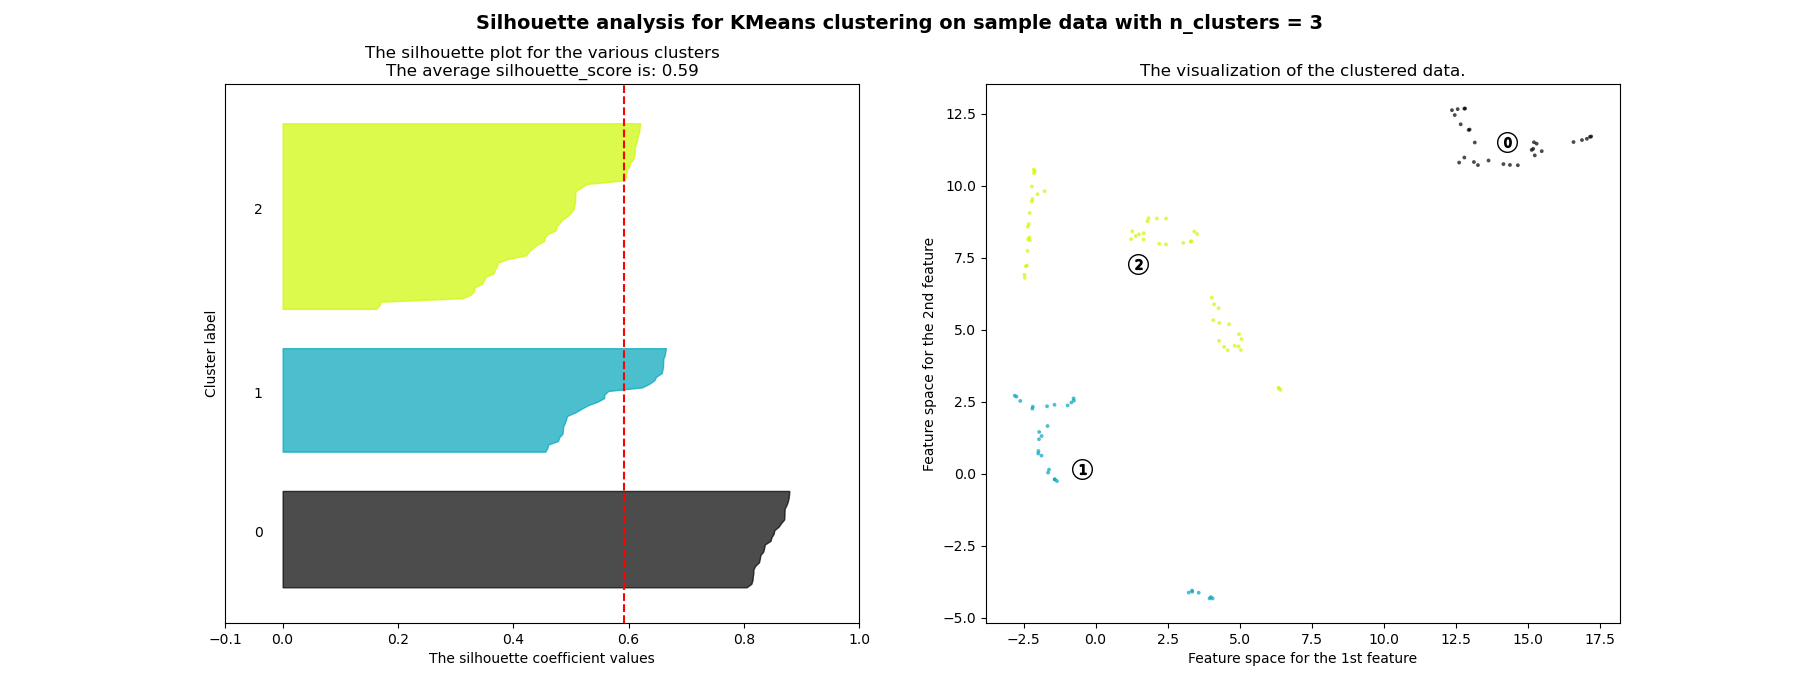 Silhouette analysis for KMeans clustering on sample data with n_clusters = 3
The silhouette plot for the various clusters
The average silhouette_score is: 0.59
Cluster label
2
1
0
−0.1 0.0 0.2 0.4 0.6 0.8 1.0
The silhouette coefficient values
The visualization of the clustered data.
Feature space for the 2nd feature
12.5
10.0
7.5
5.0
2.5
0.0
−2.5
−5.0
0
2
1
−2.5 0.0 2.5 5.0 7.5 10.0 12.5 15.0 17.5
Feature space for the 1st feature